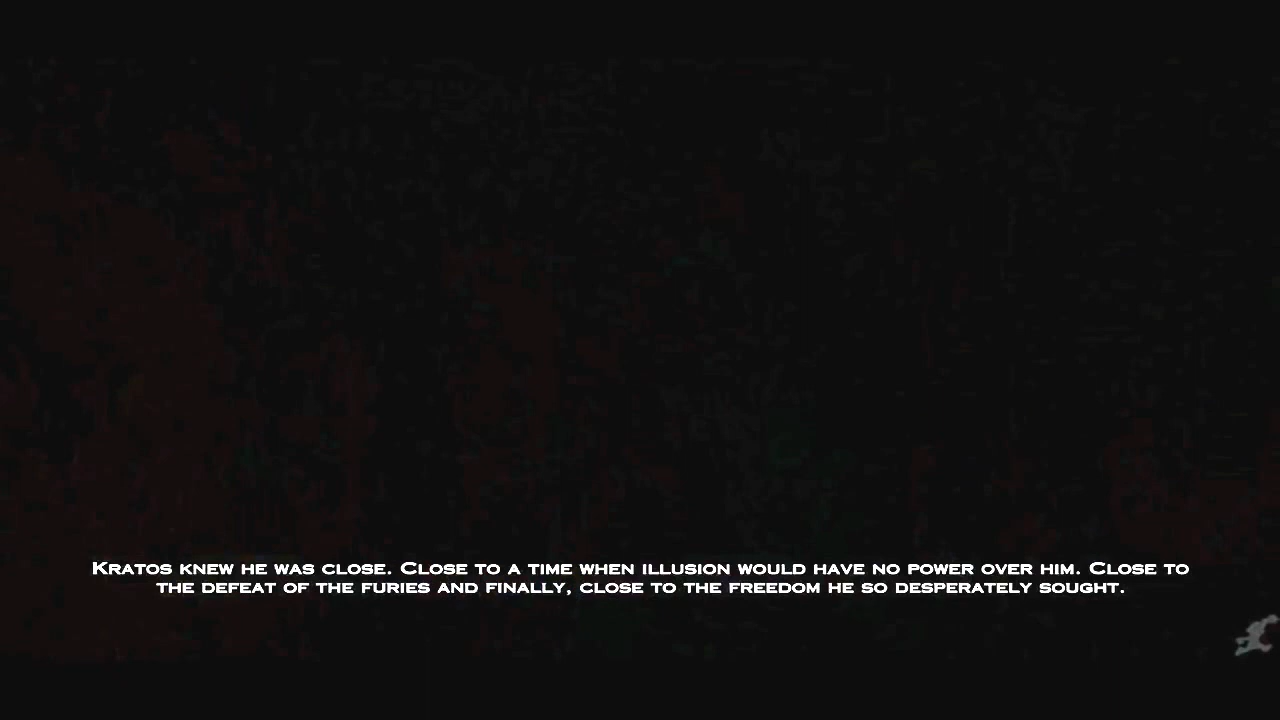 Kratos knew he was close. Close to a time when illusion would have no power over him. Close to
the defeat of the furies and finally, close to the freedom he so desperately sought.